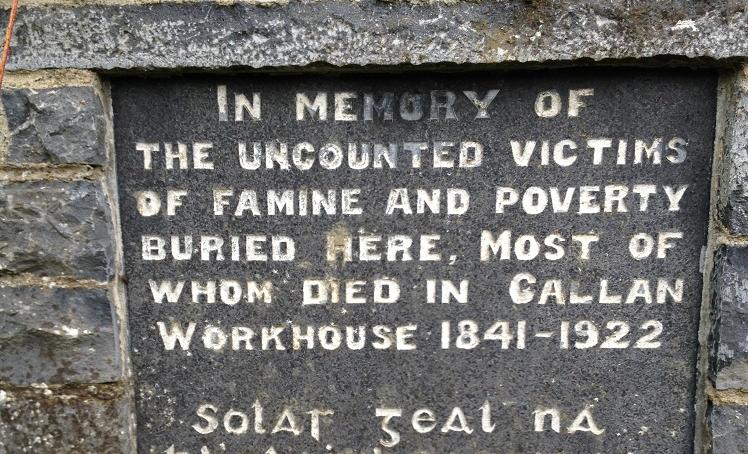 IN MEMORY OF
THE UNCOUNTED VICTIMS
OF FAMINE AND POVERTY
BURIED HERE, MOST OF
WHOM DIED IN CALLAN
WORKHOUSE 1841-1922
Solas geal na